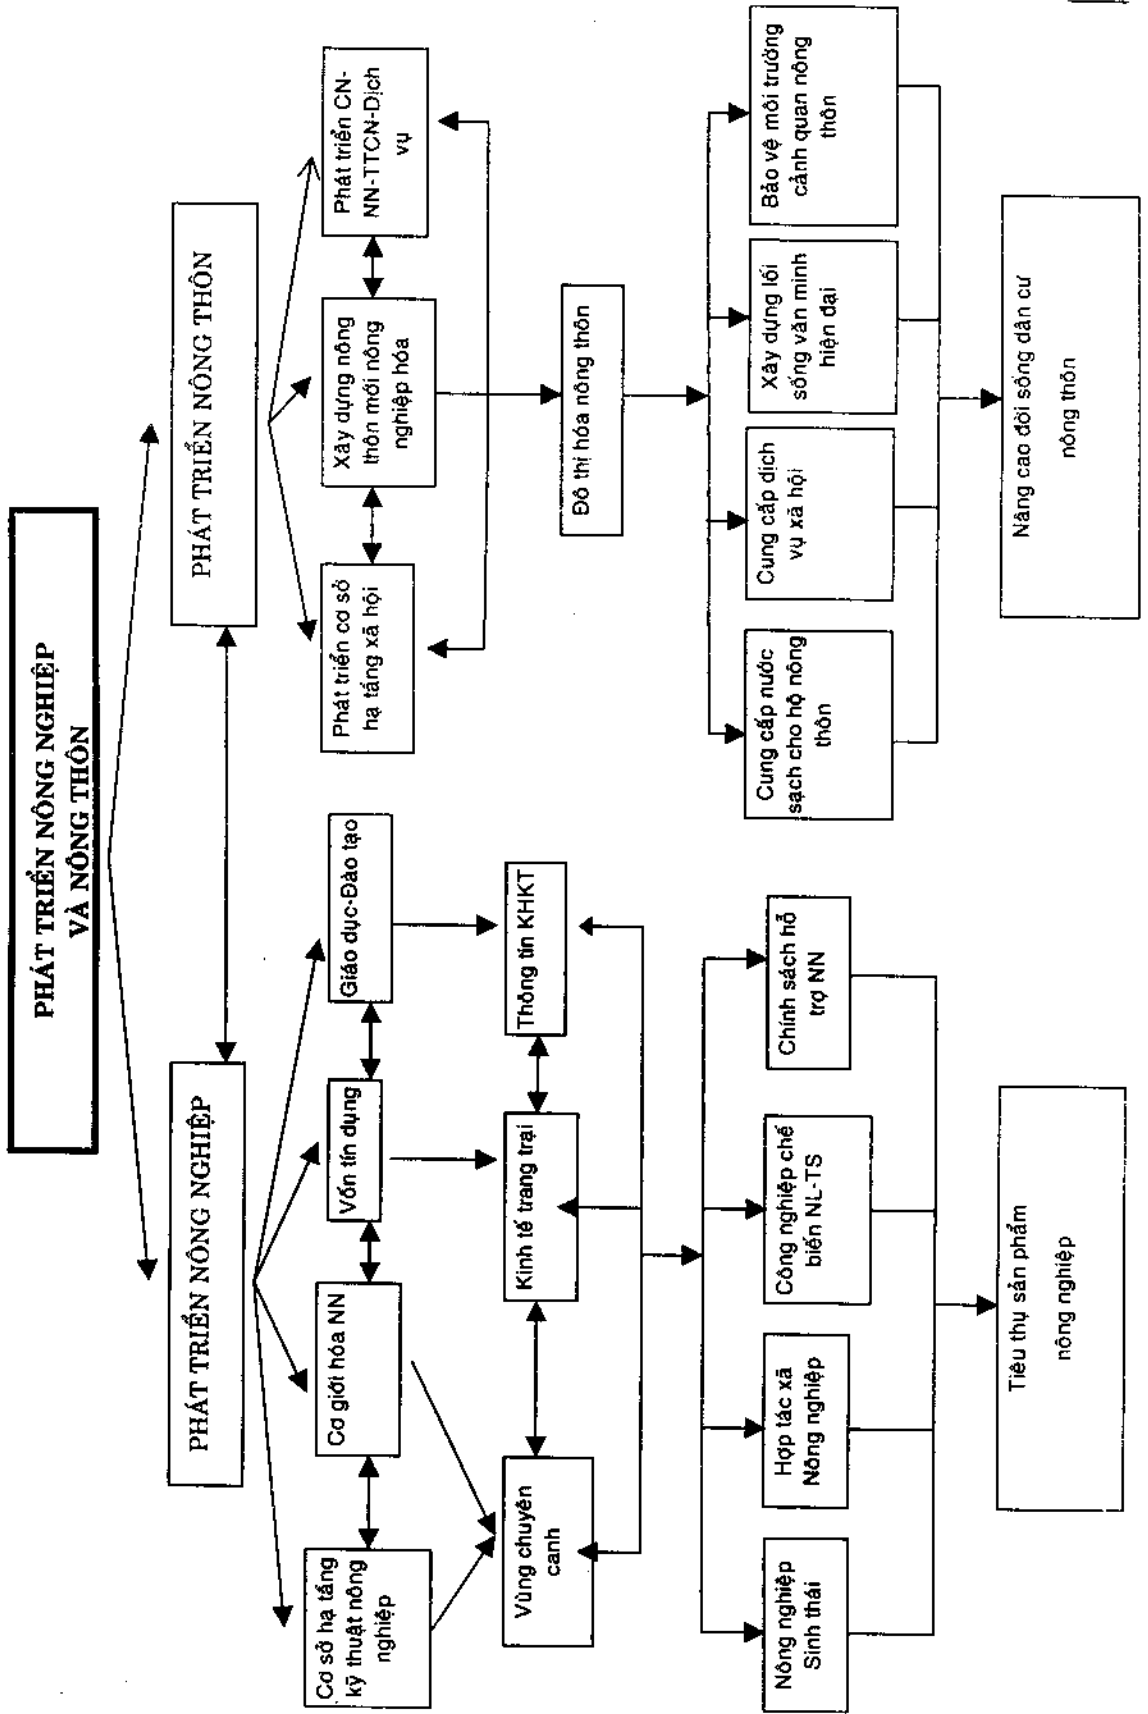 PHÁT TRIỂN NÔNG NGHIỆP
VÀ NÔNG THÔN
PHÁT TRIỂN NÔNG NGHIỆP
PHÁT TRIỂN NÔNG THÔN
Cơ sở hạ tầng
kỹ thuật nông
nghiệp
Cơ giới hóa NN
Vốn tín dụng
Giáo dục-Đào tạo
Phát triển cơ sở
hạ tầng xã hội
Xây dựng nông
thôn mới nông
nghiệp hóa
Phát triển CN-
NN-TTCN-Dịch
vụ
Vùng chuyên
canh
Kinh tế trang trại
Thông tin KHKT
Đô thị hóa nông thôn
Nông nghiệp
Sinh thái
Hợp tác xã
Nông nghiệp
Công nghiệp chế
biến NL-TS
Chính sách hỗ
trợ NN
Cung cấp nước
sạch cho hộ nông
thôn
Cung cấp dịch
vụ xã hội
Xây dựng lối
sống văn minh
hiện đại
Bảo vệ môi trường
cảnh quan nông
thôn
Tiêu thụ sản phẩm
nông nghiệp
Nâng cao đời sống dân cư
nông thôn